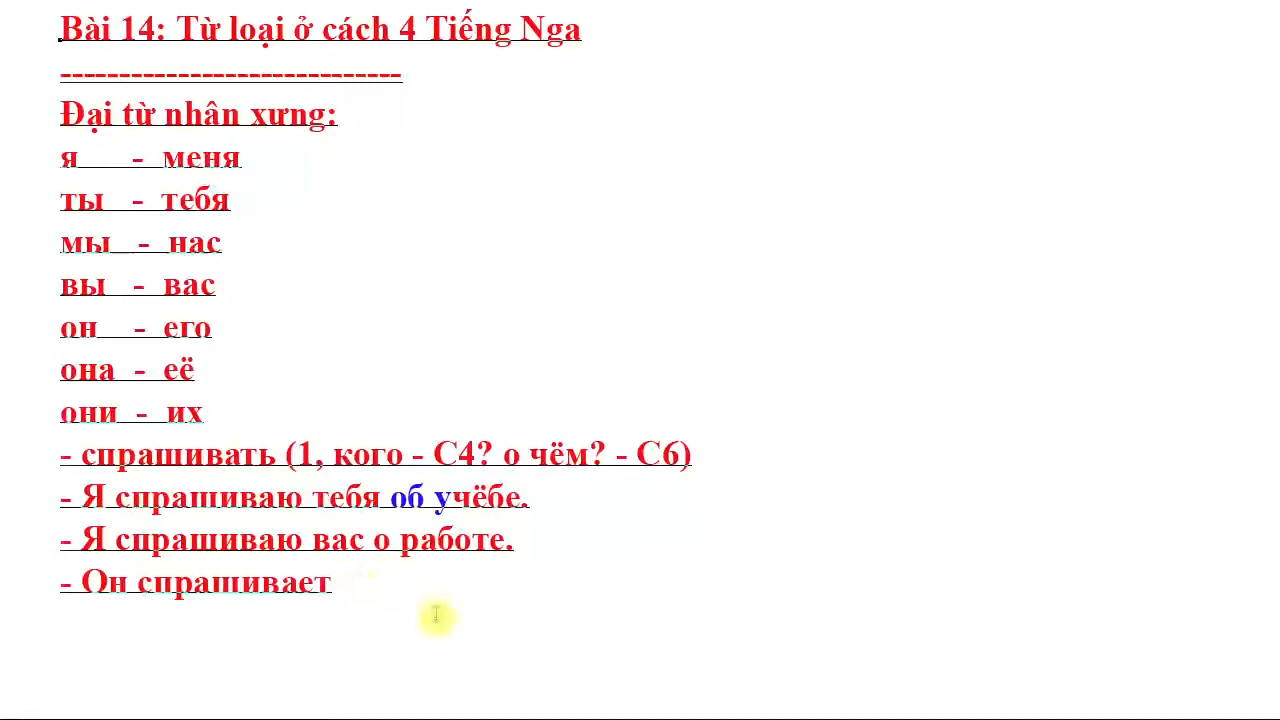 Bài 14: Từ loại ở cách 4 Tiếng Nga
-----------------------------
Đại từ nhân xưng:
я - меня
ты - тебя
мы - нас
вы - вас
он - его
она - её
они - их
- спрашивать (1, кого - С4? о чём? - С6)
- Я спрашиваю тебя об учёбе.
- Я спрашиваю вас о работе.
- Он спрашивает